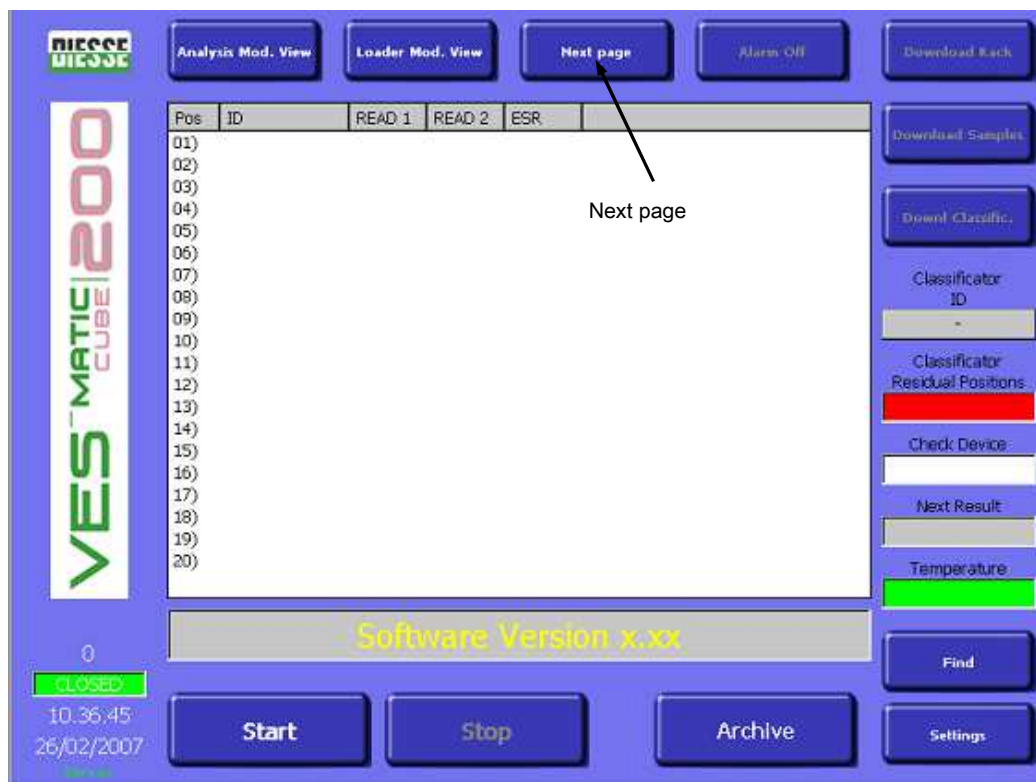 DIESSE
Analysis Mod. View
Loader Mod. View
Next page
Alarm Off
Download Rack
VES MATIC CUBE 200
Pos ID READ 1 READ 2 ESR
01)
02)
03)
04)
05)
06)
07)
08)
09)
10)
11)
12)
13)
14)
15)
16)
17)
18)
19)
20)
Next page
Download Samples
Downl Classific.
Classificator
ID
-
Classificator
Residual Positions
Check Device
Next Result
Temperature
Software Version x.xx
0
CLOSED
10.36.45
26/02/2007
Start
Stop
Archive
Find
Settings